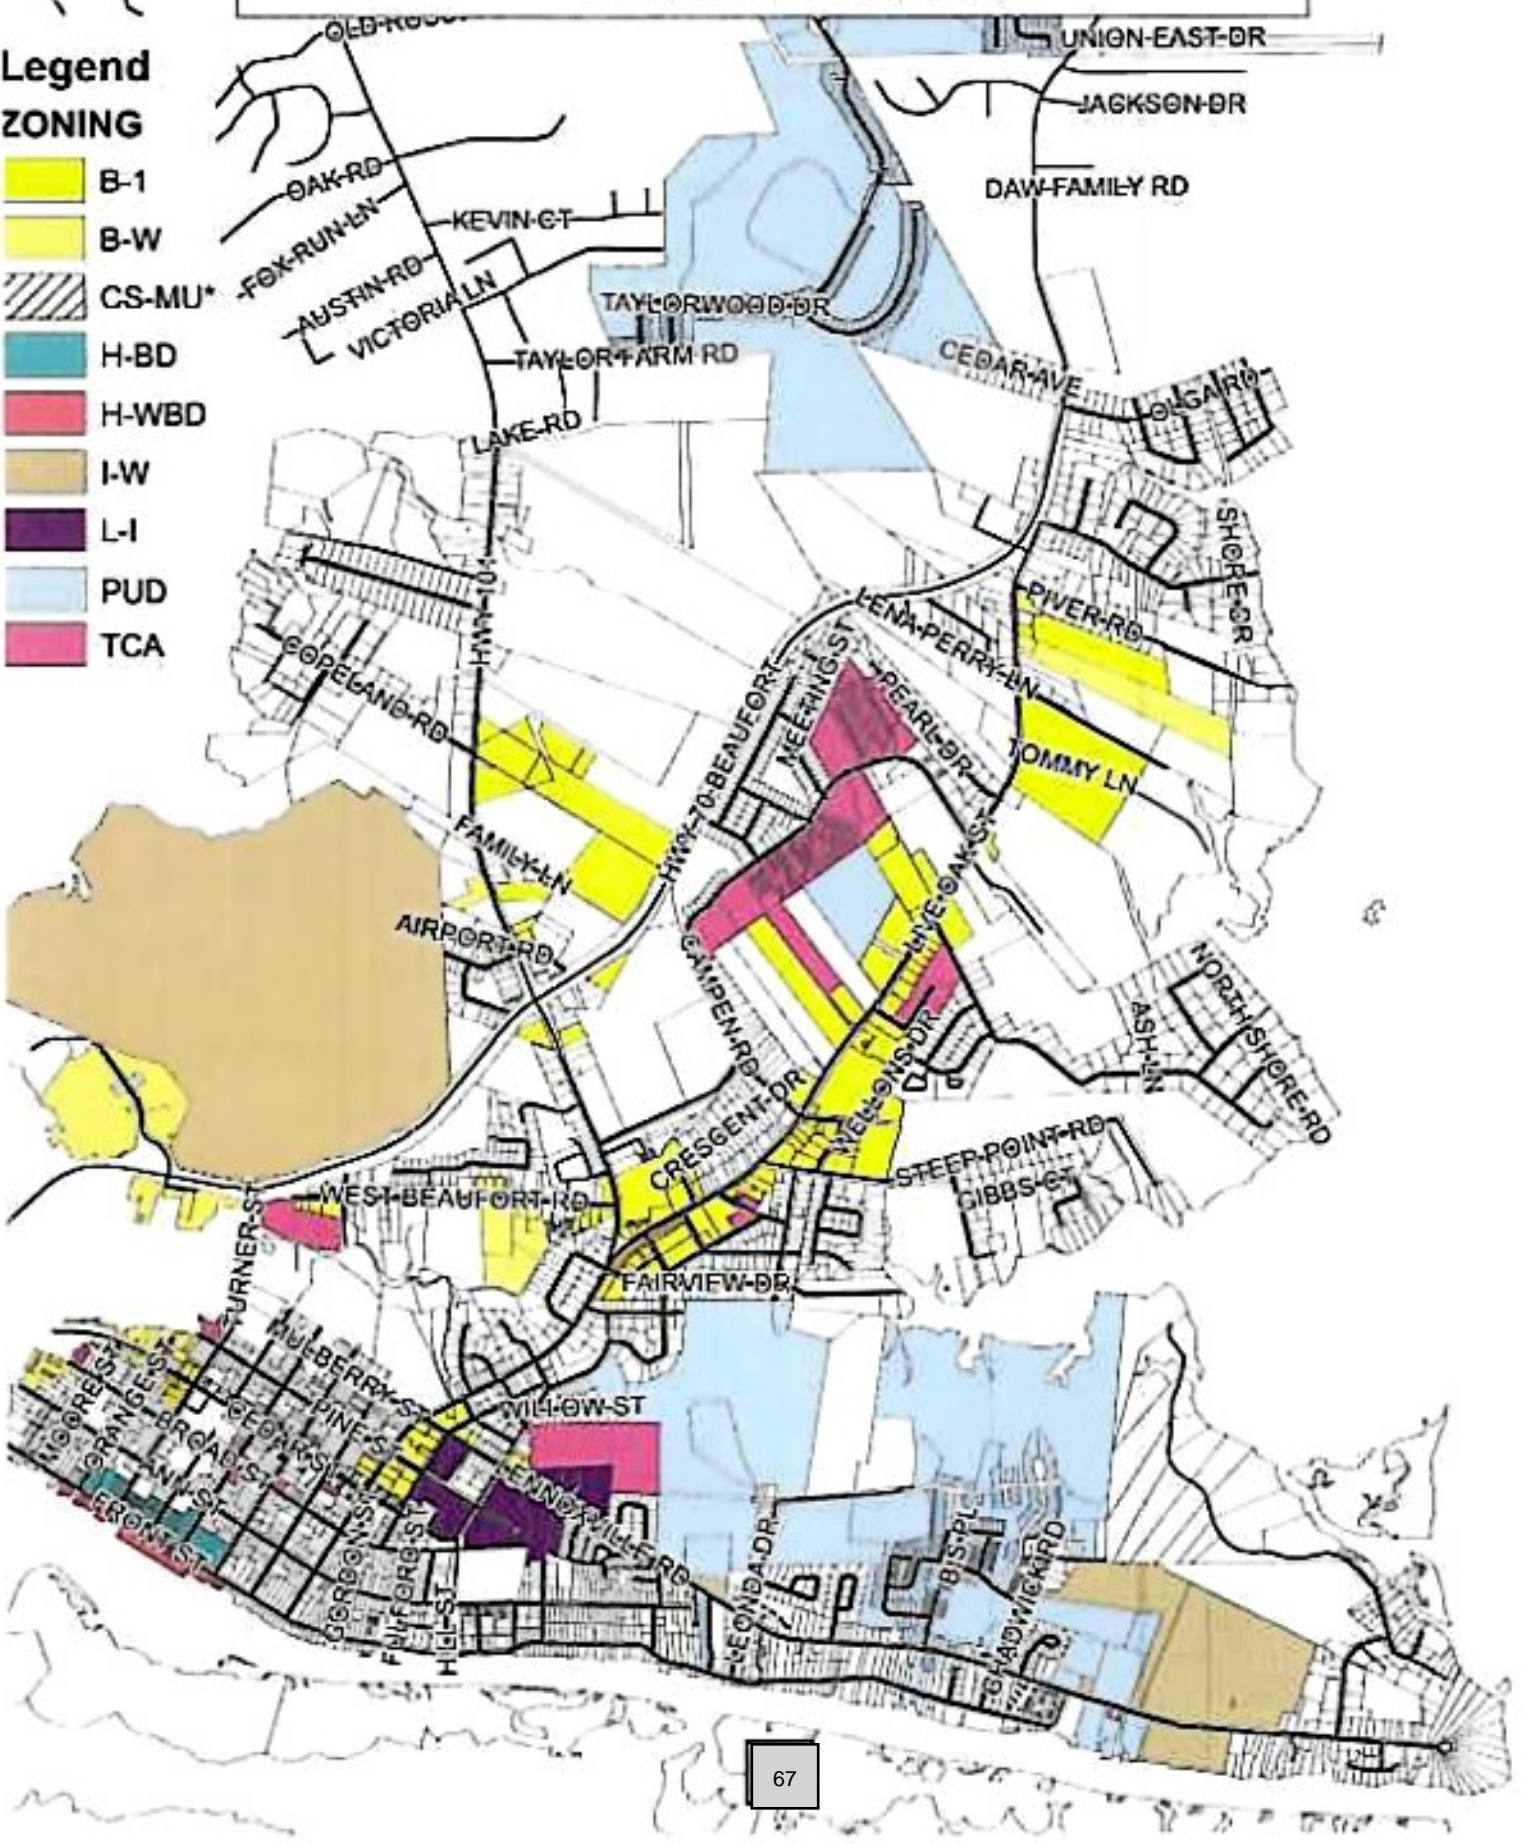 UNION EAST DR
Legend
ZONING
B-1
B-W
CS-MU*
H-BD
H-WBD
I-W
L-I
PUD
TCA
JACKSON DR
OAK RD
DAW FAMILY RD
KEVIN CT
FOX RUN LN
AUSTIN RD
VICTORIA LN
TAYLORWOOD DR
TAYLOR FARM RD
CEDAR AVE
OLGA RD
LAKE RD
SHORE DR
HWY 101
PIVER RD
LENA PERRY LN
COPELAND RD
MEETING ST
PEARL DR
HWY 70 BEAUFORT
TOMMY LN
FAMILY LN
LIVE OAK ST
AIRPORT RD
CAMPEN RD
NORTH SHORE RD
ASH LN
WELLONS DR
CRESCENT DR
STEEP POINT RD
GIBBS CT
WEST BEAUFORT RD
TURNER ST
FAIRVIEW DR
MULBERRY ST
WILLOW ST
PINE ST
CEDAR ST
MOORE ST
ORANGE ST
BROAD ST
ANN ST
FRONT ST
LENNOXVILLE RD
GORDON ST
FULFORD ST
HILL ST
LEONDA DR
CHADWICK RD
67